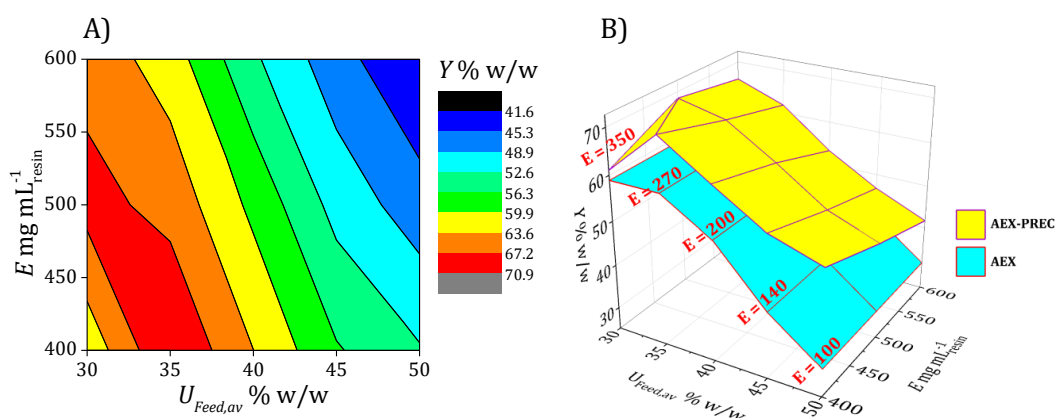 A)
600
550
500
450
400
E mg mL-1resin
30
35
40
45
50
UFeed,av % w/w
Y % w/w
41.6
45.3
48.9
52.6
56.3
59.9
63.6
67.2
70.9
B)
70
60
50
40
30
Y % w/w
E = 350
E = 270
E = 200
E = 140
E = 100
30
35
40
45
50
UFeed,av % w/w
400
450
500
550
600
E mg mL-1resin
AEX-PREC
AEX